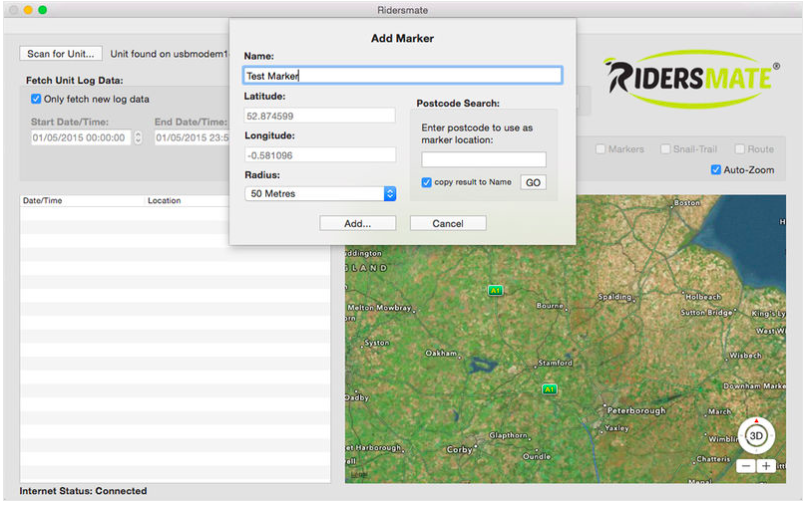 Ridersmate
Add Marker
Scan for Unit...
Unit found on usbmodem1
Name:
Test Marker
Fetch Unit Log Data:
Only fetch new log data
Start Date/Time:
End Date/Time:
01/05/2015 00:00:00
01/05/2015 23:5
Latitude:
52.874599
Longitude:
-0.581096
Radius:
50 Metres
Postcode Search:
Enter postcode to use as
marker location:
copy result to Name
GO
Add...
Cancel
RIDERSMATE®
Markers
Snail-Trail
Route
Auto-Zoom
Date/Time
Location
Boston
H
ddington
S L A N D
A1
Melton Mowbray
Bourne
Spalding
Holbeach
Sutton Bridge
King's Ly
West Wi
Syston
Oakham
Stamford
Wisbech
A1
Downham Marke
Oadby
Peterborough
March
Yaxley
Wimblin
3D
Glapthorn
et Harborough
Corby
Oundle
Chatteris
Internet Status: Connected